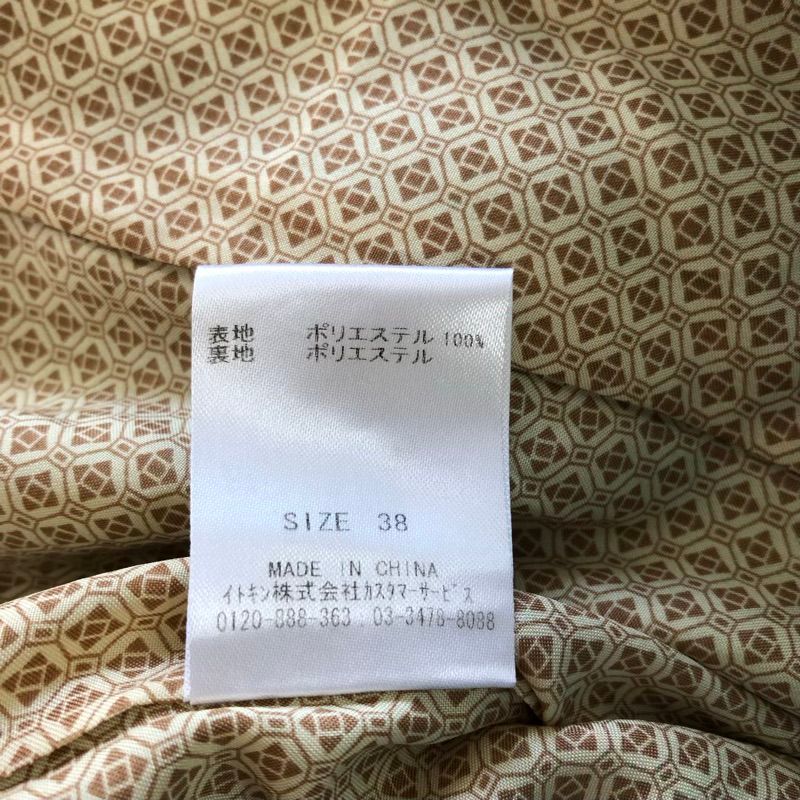 表地 ポリエステル 100%
裏地 ポリエステル
SIZE 38
MADE IN CHINA
イトキン株式会社ｶｽﾀﾏｰｻｰﾋﾞｽ
0120-888-363 03-3478-8088